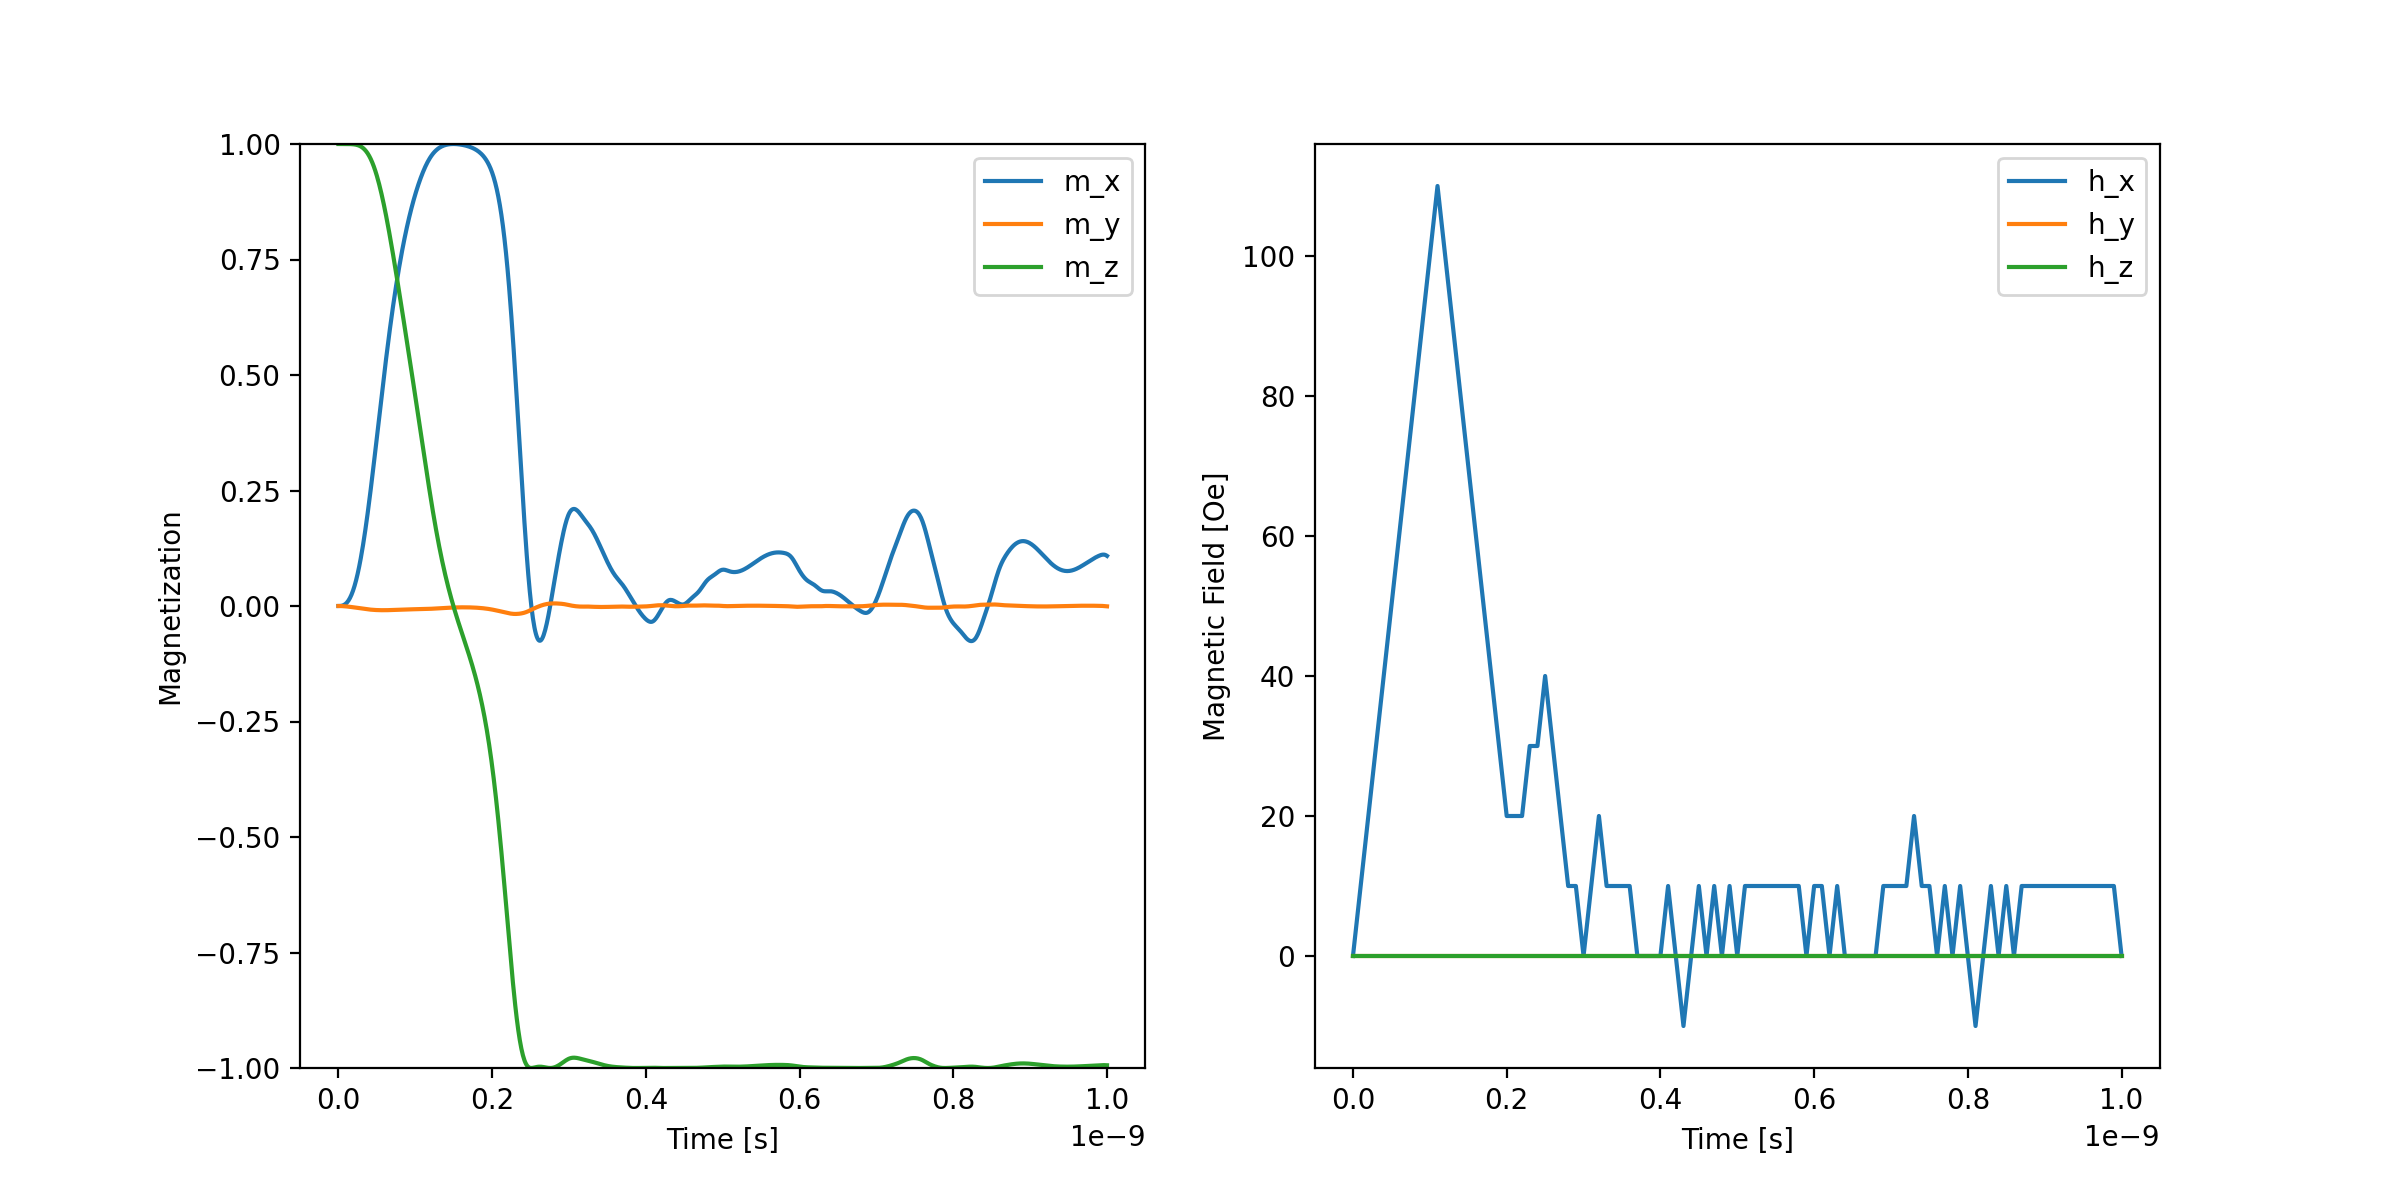 1.00
0.75
0.50
0.25
0.00
−0.25
−0.50
−0.75
−1.00
Magnetization
m_x
m_y
m_z
0.0 0.2 0.4 0.6 0.8 1.0
1e−9
Time [s]
100
80
60
40
20
0
Magnetic Field [Oe]
h_x
h_y
h_z
0.0 0.2 0.4 0.6 0.8 1.0
1e−9
Time [s]